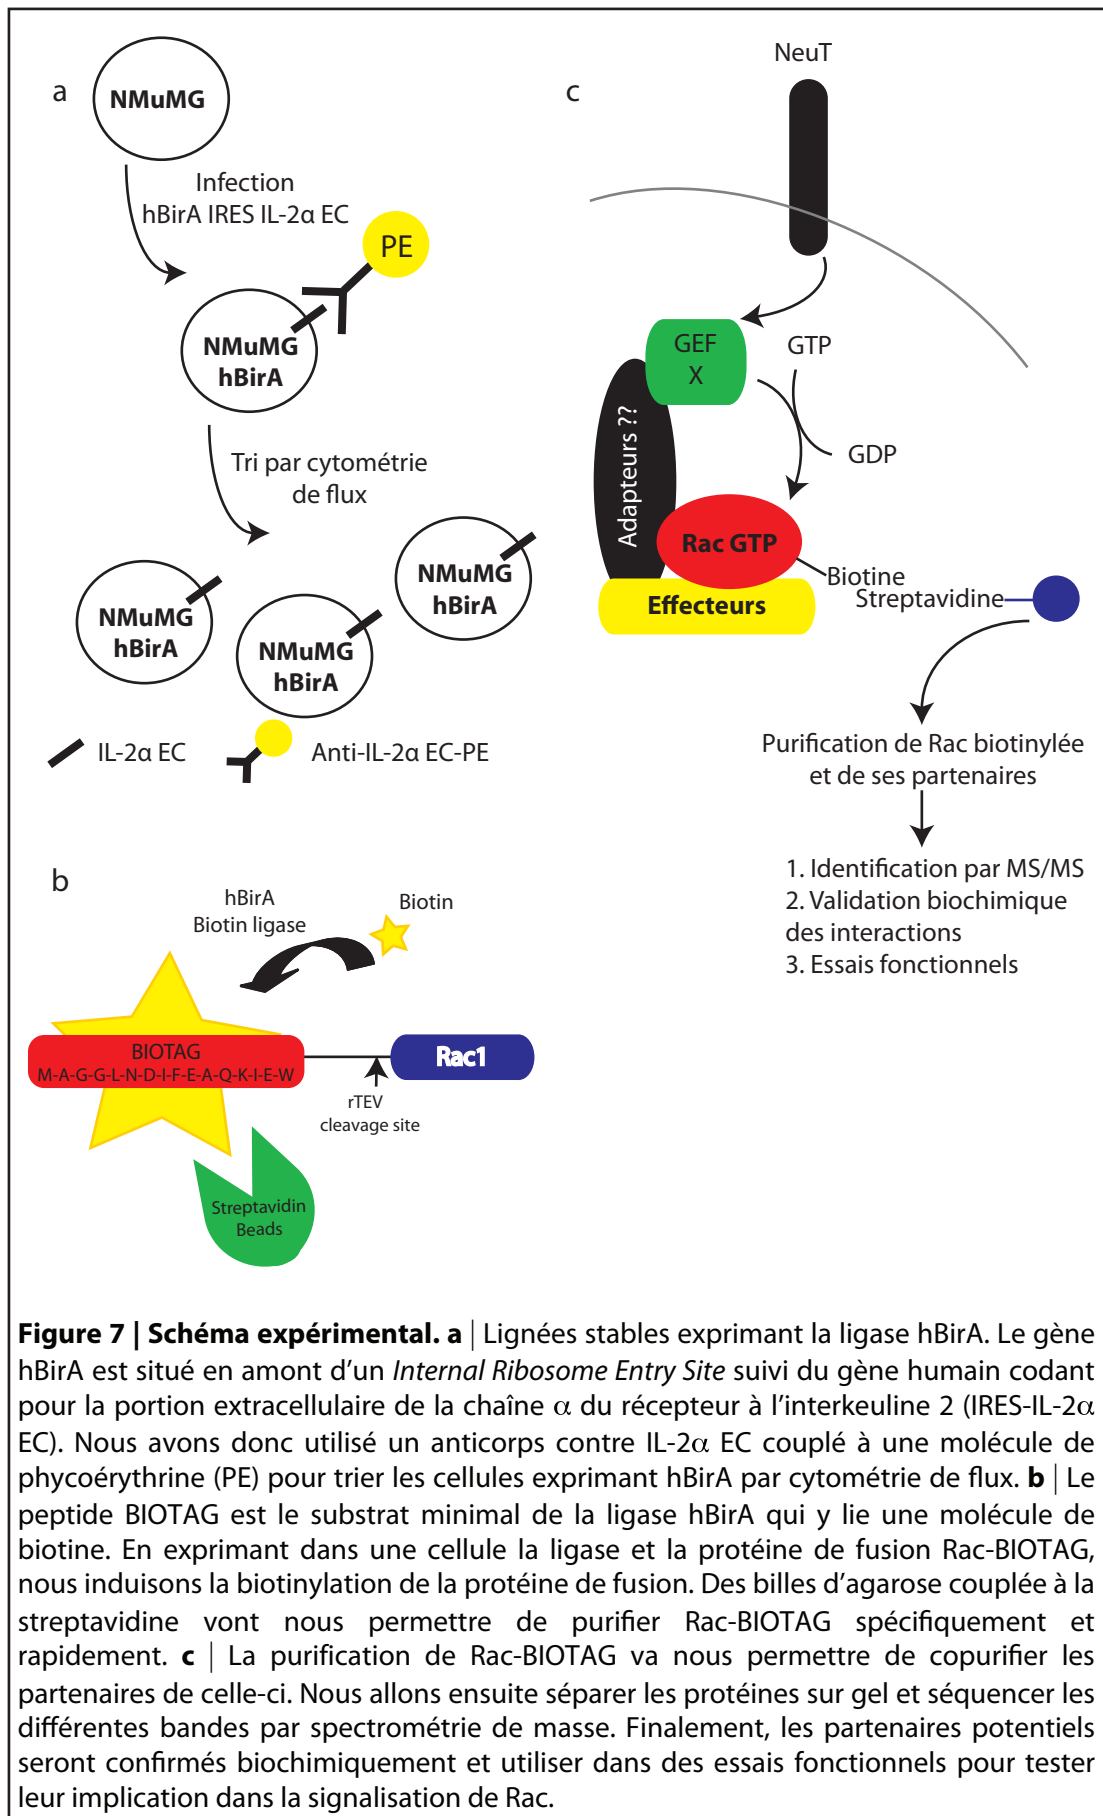 a
NMuMG
Infection
hBirA IRES IL-2α EC
PE
NMuMG
hBirA
Tri par cytométrie
de flux
NMuMG
hBirA
NMuMG
hBirA
NMuMG
hBirA
IL-2α EC
Anti-IL-2α EC-PE
b
hBirA
Biotin ligase
Biotin
BIOTAG
M-A-G-G-L-N-D-I-F-E-A-Q-K-I-E-W
Rac1
rTEV
cleavage site
Streptavidin
Beads
c
NeuT
GEF
X
GTP
GDP
Adapteurs ??
Rac GTP
Biotine
Effecteurs
Streptavidine
Purification de Rac biotinylée
et de ses partenaires
1. Identification par MS/MS
2. Validation biochimique
des interactions
3. Essais fonctionnels
Figure 7 | Schéma expérimental. a | Lignées stables exprimant la ligase hBirA. Le gène
hBirA est situé en amont d'un Internal Ribosome Entry Site suivi du gène humain codant
pour la portion extracellulaire de la chaîne α du récepteur à l'interkeuline 2 (IRES-IL-2α
EC). Nous avons donc utilisé un anticorps contre IL-2α EC couplé à une molécule de
phycoérythrine (PE) pour trier les cellules exprimant hBirA par cytométrie de flux. b | Le
peptide BIOTAG est le substrat minimal de la ligase hBirA qui y lie une molécule de
biotine. En exprimant dans une cellule la ligase et la protéine de fusion Rac-BIOTAG,
nous induisons la biotinylation de la protéine de fusion. Des billes d'agarose couplée à la
streptavidine vont nous permettre de purifier Rac-BIOTAG spécifiquement et
rapidement. c | La purification de Rac-BIOTAG va nous permettre de copurifier les
partenaires de celle-ci. Nous allons ensuite séparer les protéines sur gel et séquencer les
différentes bandes par spectrométrie de masse. Finalement, les partenaires potentiels
seront confirmés biochimiquement et utiliser dans des essais fonctionnels pour tester
leur implication dans la signalisation de Rac.